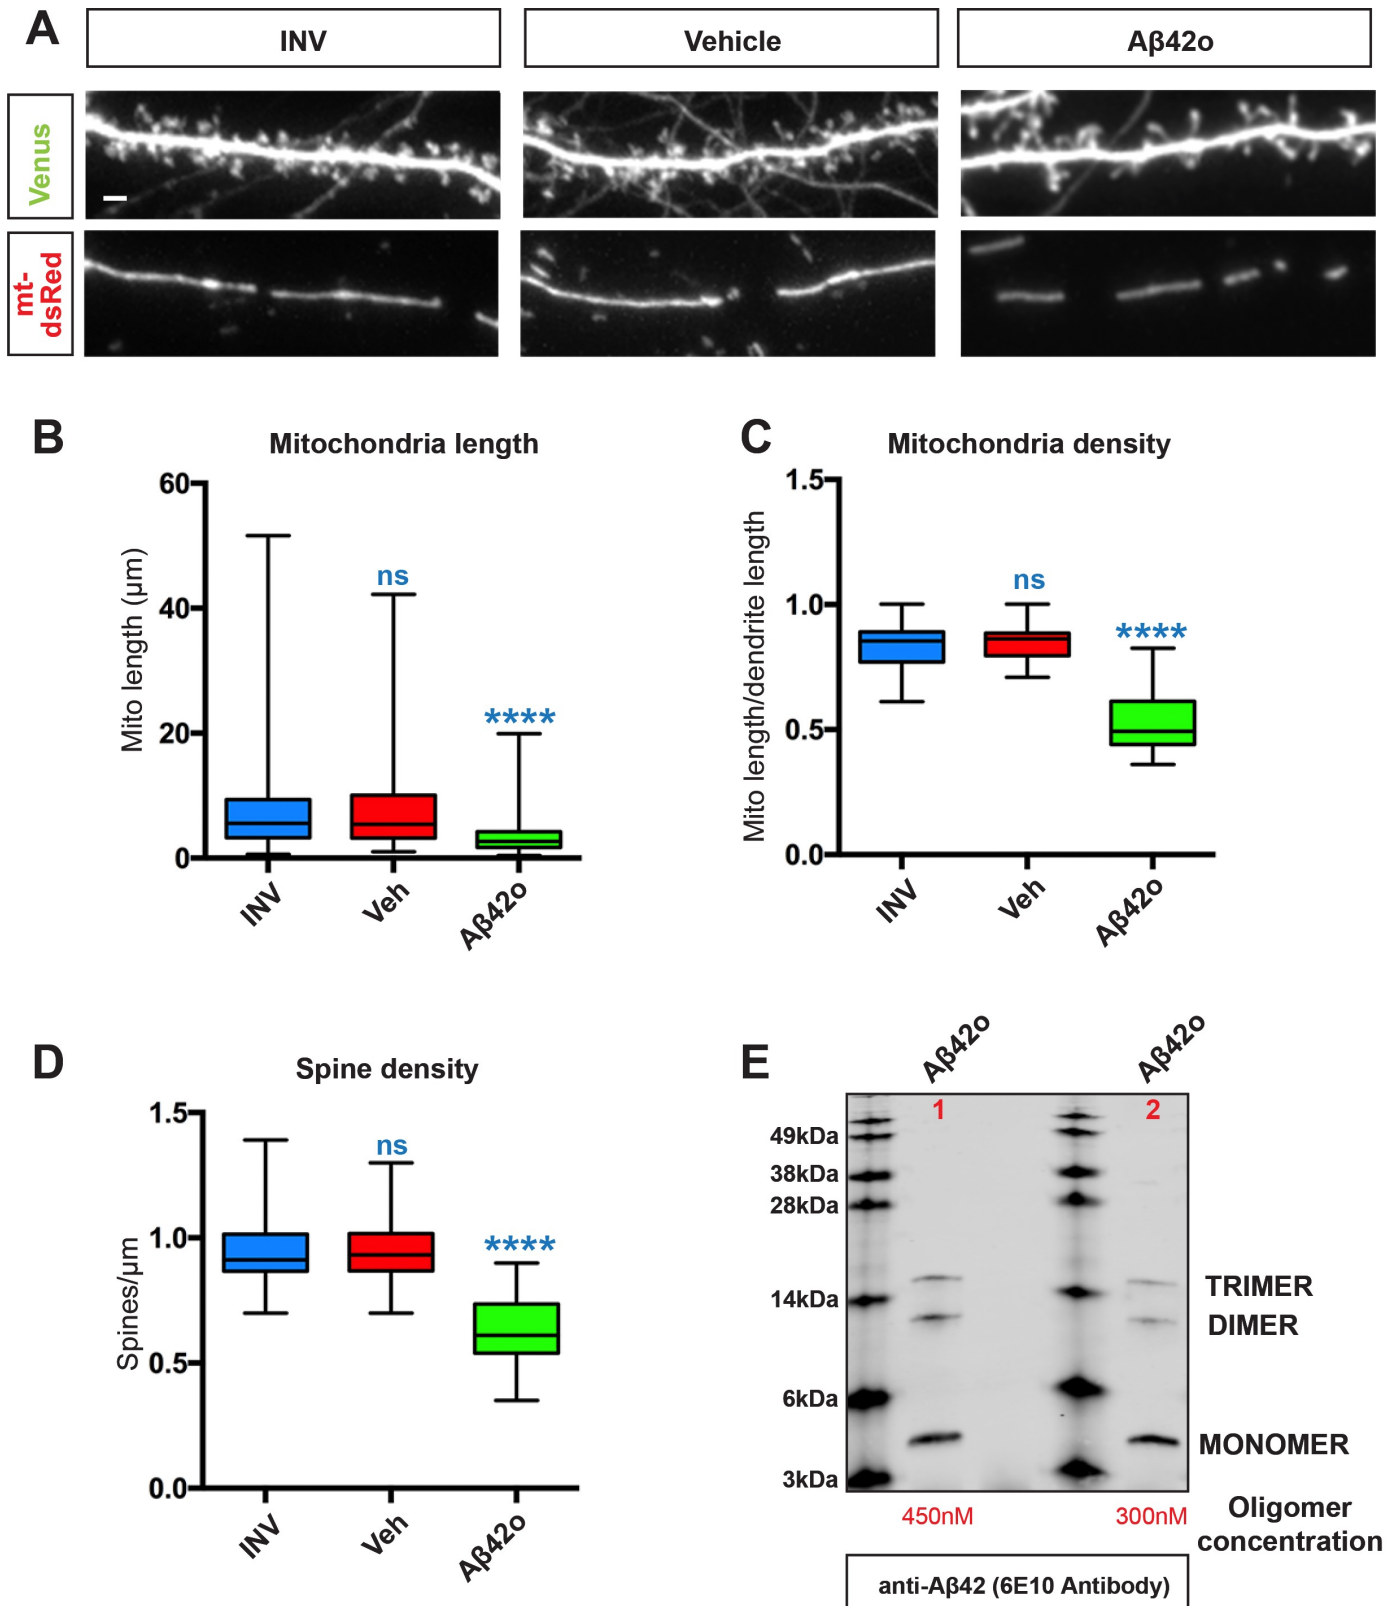 A
INV
Vehicle
Aβ42o
Venus
mt-
dsRed
B
Mitochondria length
Mito length (μm)
60
40
20
0
ns
****
INV
Veh
Aβ42o
C
Mitochondria density
Mito length/dendrite length
1.5
1.0
0.5
0.0
ns
****
INV
Veh
Aβ42o
D
Spine density
Spines/μm
1.5
1.0
0.5
0.0
ns
****
INV
Veh
Aβ42o
E
Aβ42o
Aβ42o
1
2
49kDa
38kDa
28kDa
14kDa
6kDa
3kDa
TRIMER
DIMER
MONOMER
450nM
300nM
Oligomer
concentration
anti-Aβ42 (6E10 Antibody)